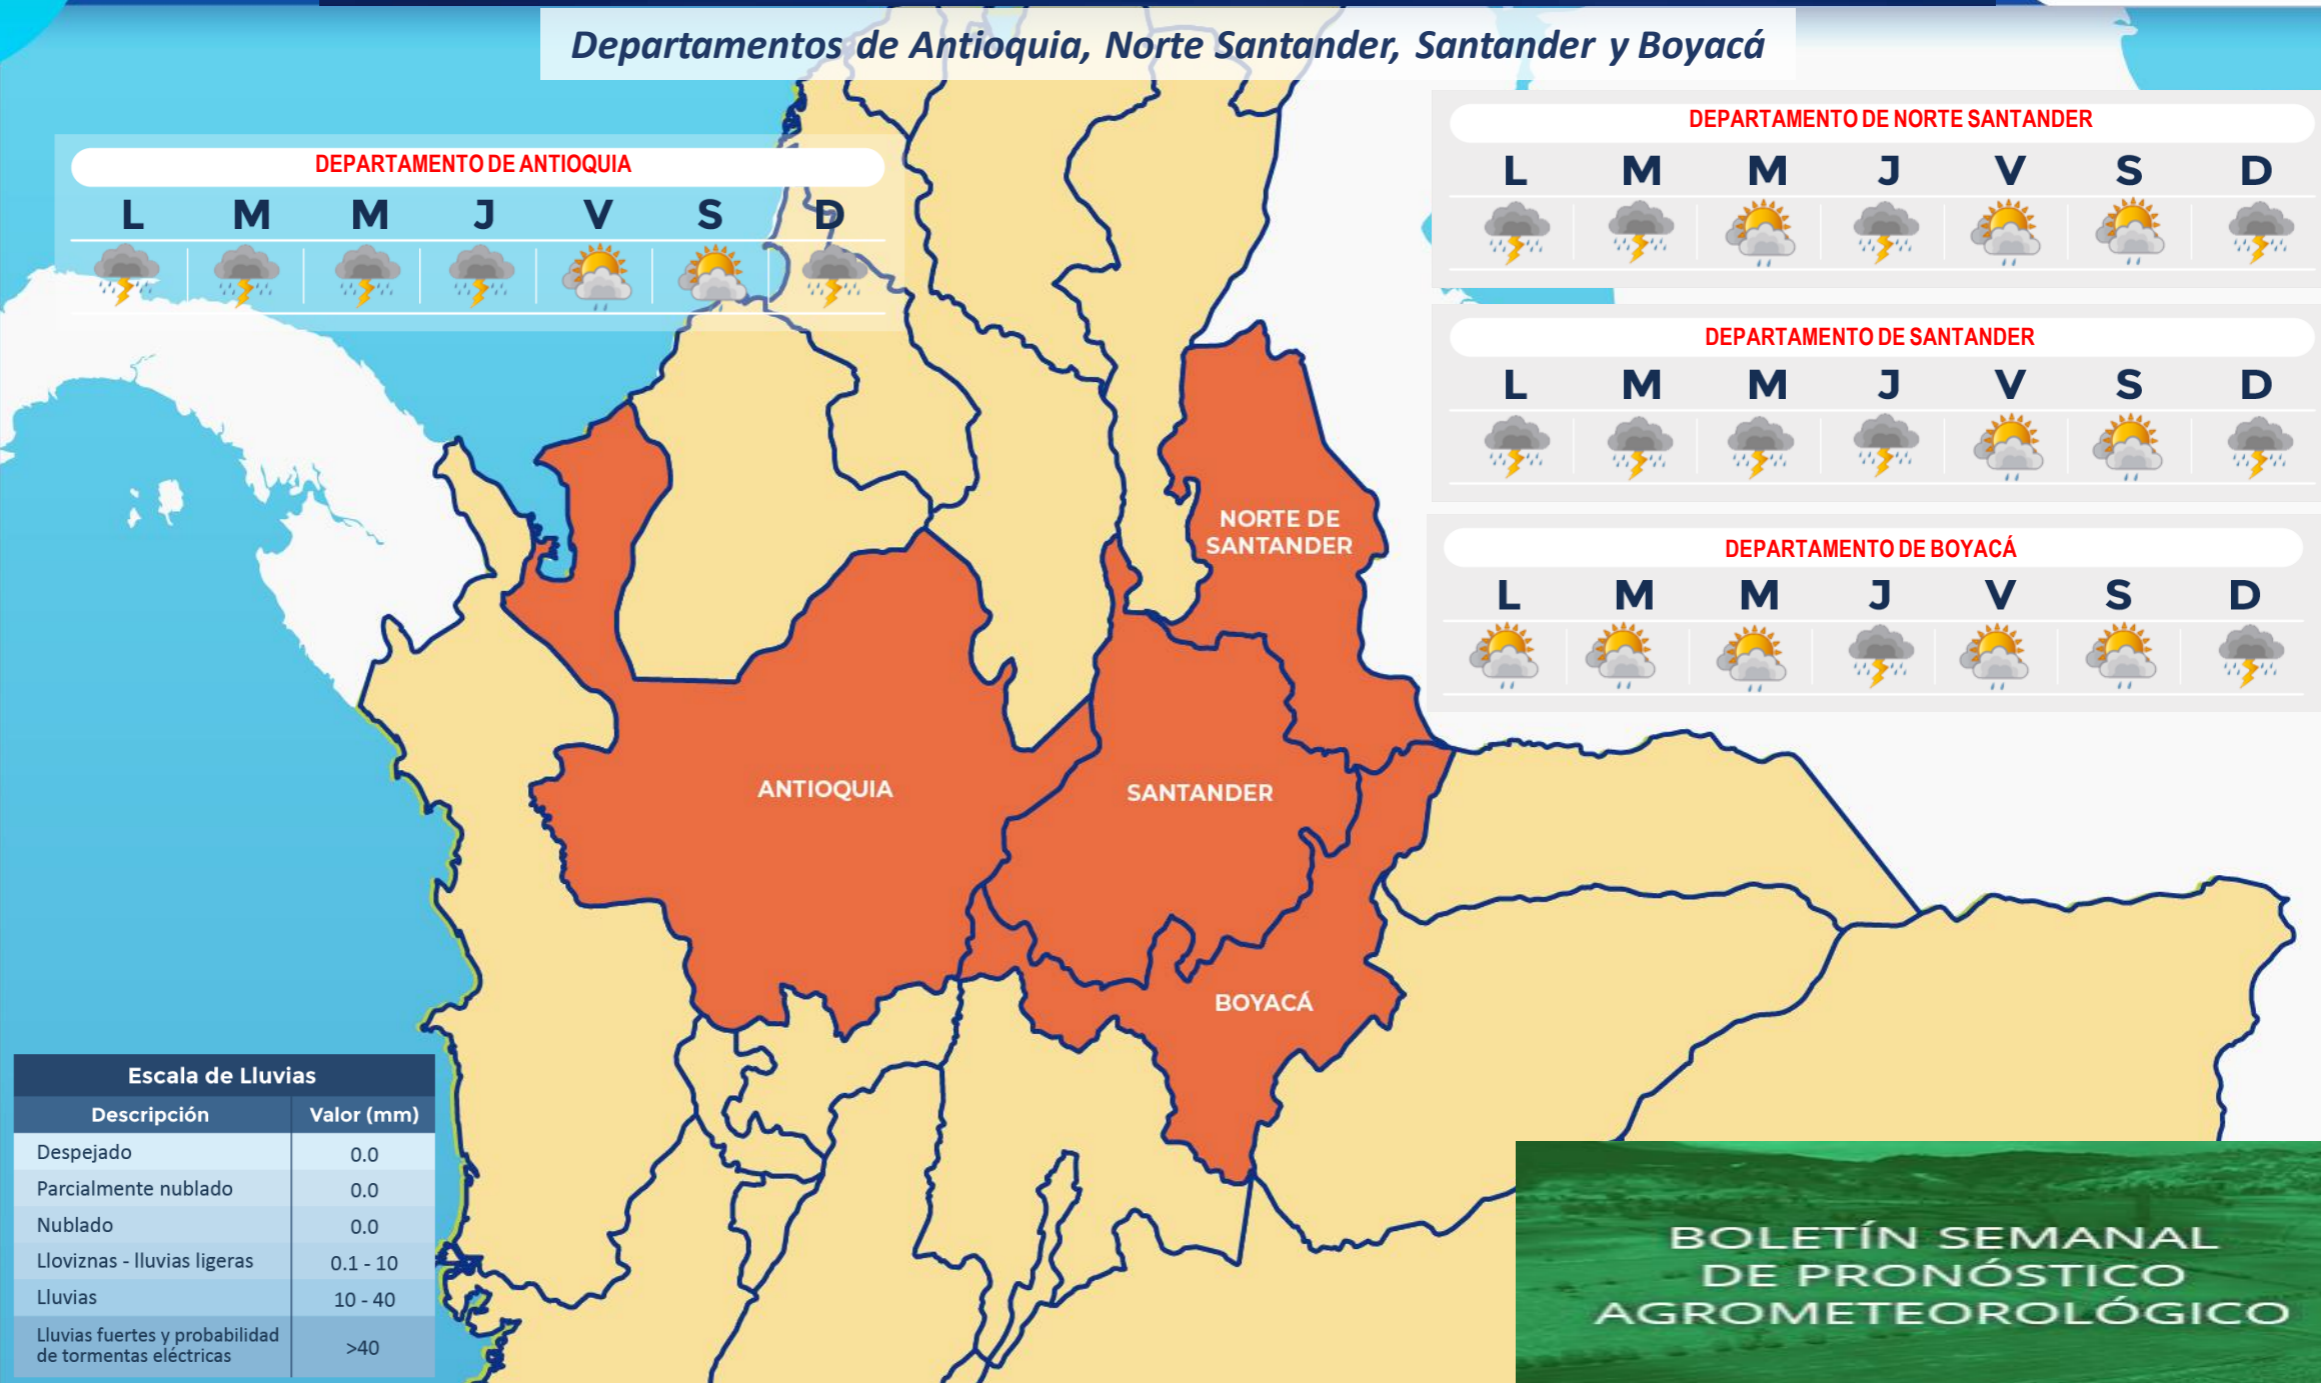 Departamentos de Antioquia, Norte Santander, Santander y Boyacá
DEPARTAMENTO DE ANTIOQUIA
L M M J V S D
DEPARTAMENTO DE NORTE SANTANDER
L M M J V S D
DEPARTAMENTO DE SANTANDER
L M M J V S D
DEPARTAMENTO DE BOYACÁ
L M M J V S D
NORTE DE
SANTANDER
ANTIOQUIA
SANTANDER
BOYACÁ
Escala de Lluvias
Descripción Valor (mm)
Despejado 0.0
Parcialmente nublado 0.0
Nublado 0.0
Lloviznas - lluvias ligeras 0.1 - 10
Lluvias 10 - 40
Lluvias fuertes y probabilidad
de tormentas eléctricas >40
BOLETÍN SEMANAL
DE PRONÓSTICO
AGROMETEOROLÓGICO